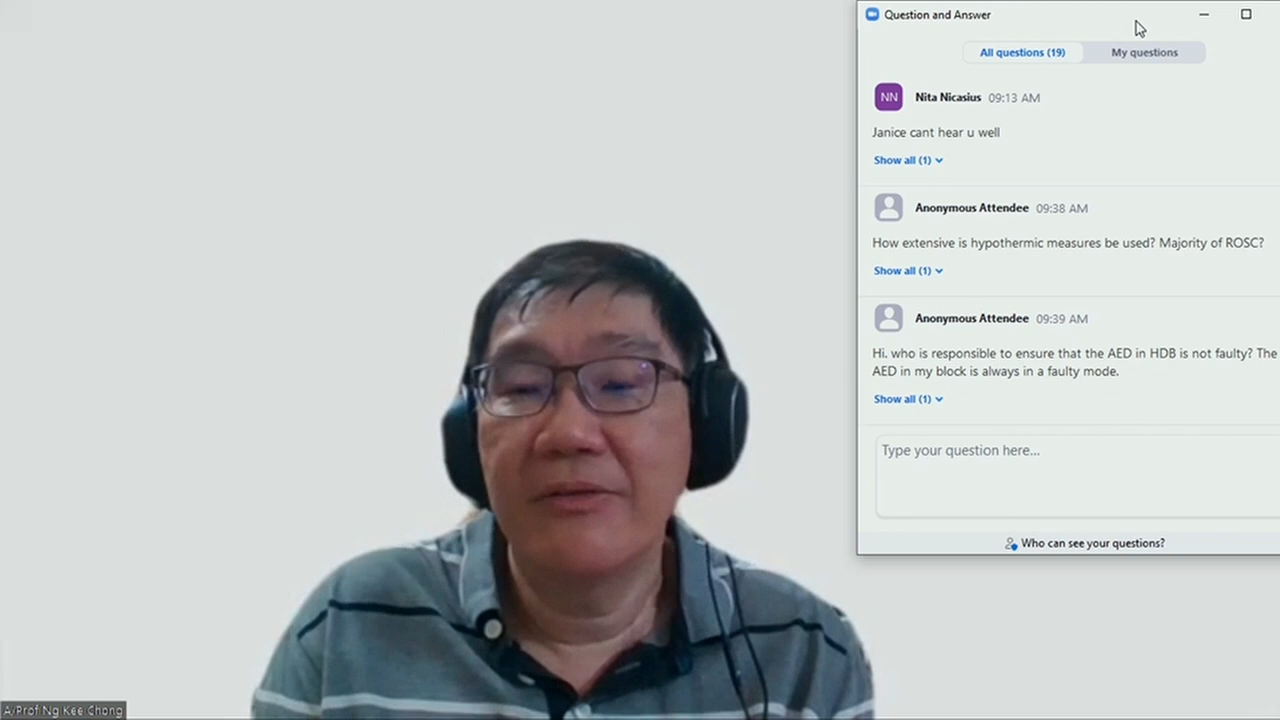 Question and Answer
All questions (19)
My questions
NN
Nita Nicasius 09:13 AM
Janice cant hear u well
Show all (1)
Anonymous Attendee 09:38 AM
How extensive is hypothermic measures be used? Majority of ROSC?
Show all (1)
Anonymous Attendee 09:39 AM
Hi. who is responsible to ensure that the AED in HDB is not faulty? The
AED in my block is always in a faulty mode.
Show all (1)
Type your question here...
Who can see your questions?
A/Prof Ng Kee Chong